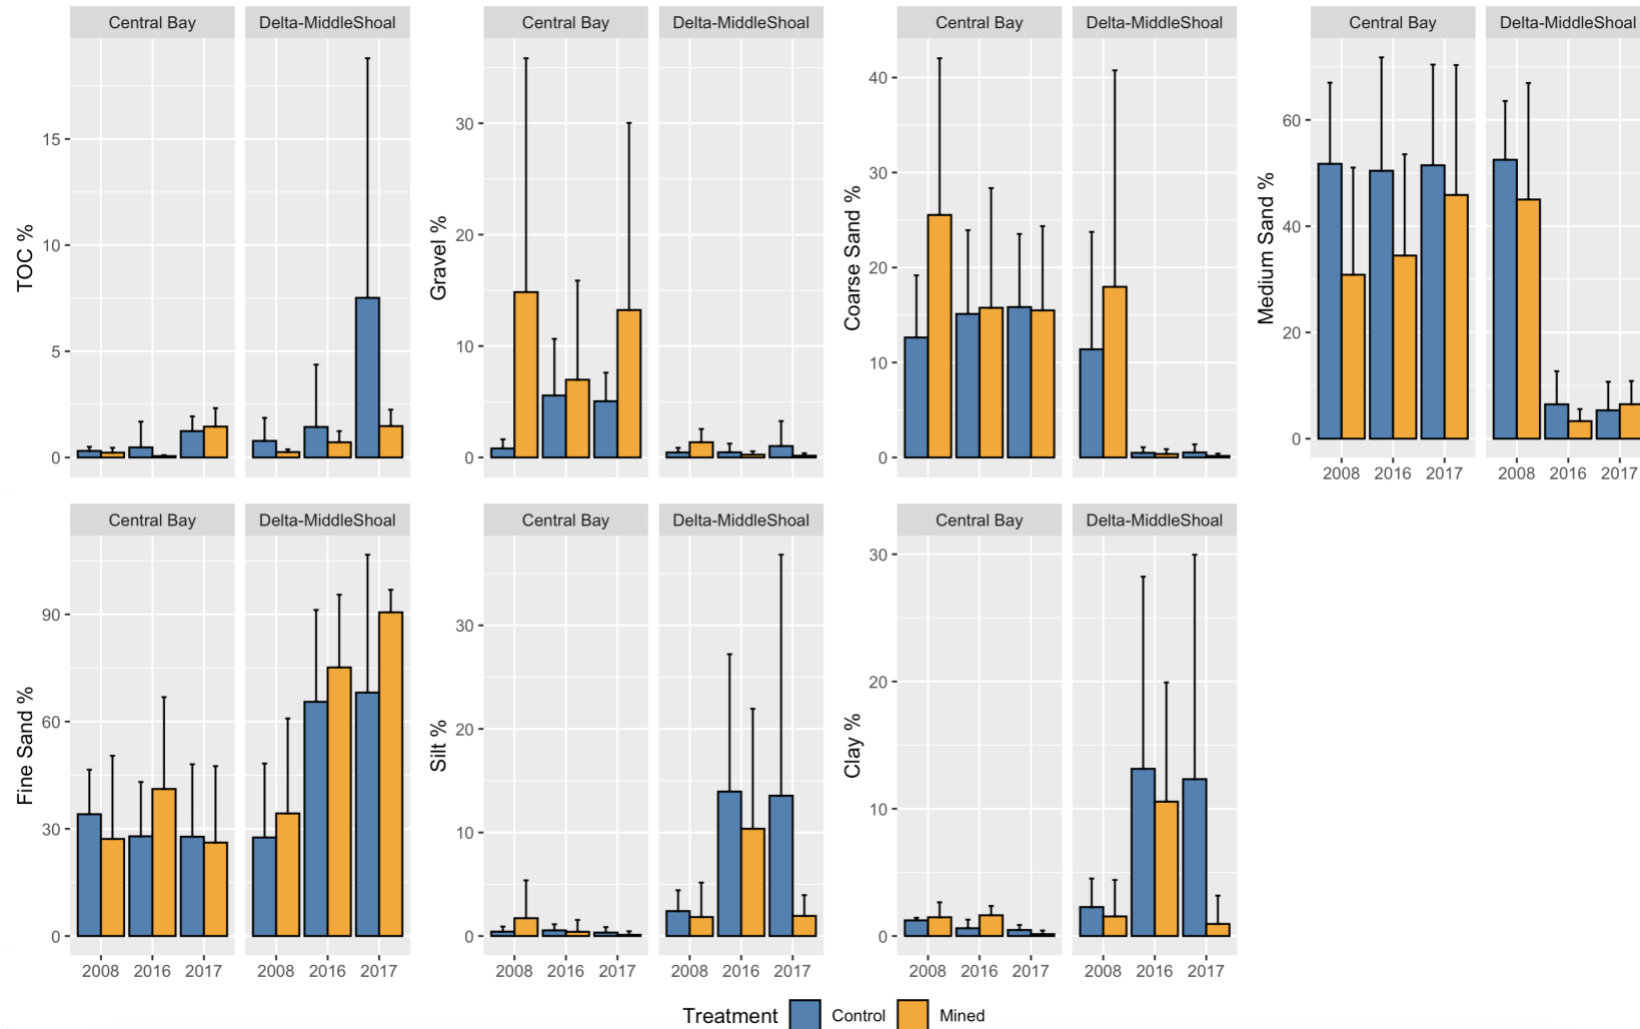 Central Bay Delta-MiddleShoal
TOC %
15
10
5
0
Central Bay Delta-MiddleShoal
Gravel %
30
20
10
0
Central Bay Delta-MiddleShoal
Coarse Sand %
40
30
20
10
0
Central Bay Delta-MiddleShoal
Medium Sand %
60
40
20
0
2008 2016 2017 2008 2016 2017
Central Bay Delta-MiddleShoal
Fine Sand %
90
60
30
0
2008 2016 2017 2008 2016 2017
Central Bay Delta-MiddleShoal
Silt %
30
20
10
0
2008 2016 2017 2008 2016 2017
Central Bay Delta-MiddleShoal
Clay %
30
20
10
0
2008 2016 2017 2008 2016 2017
Treatment Control Mined